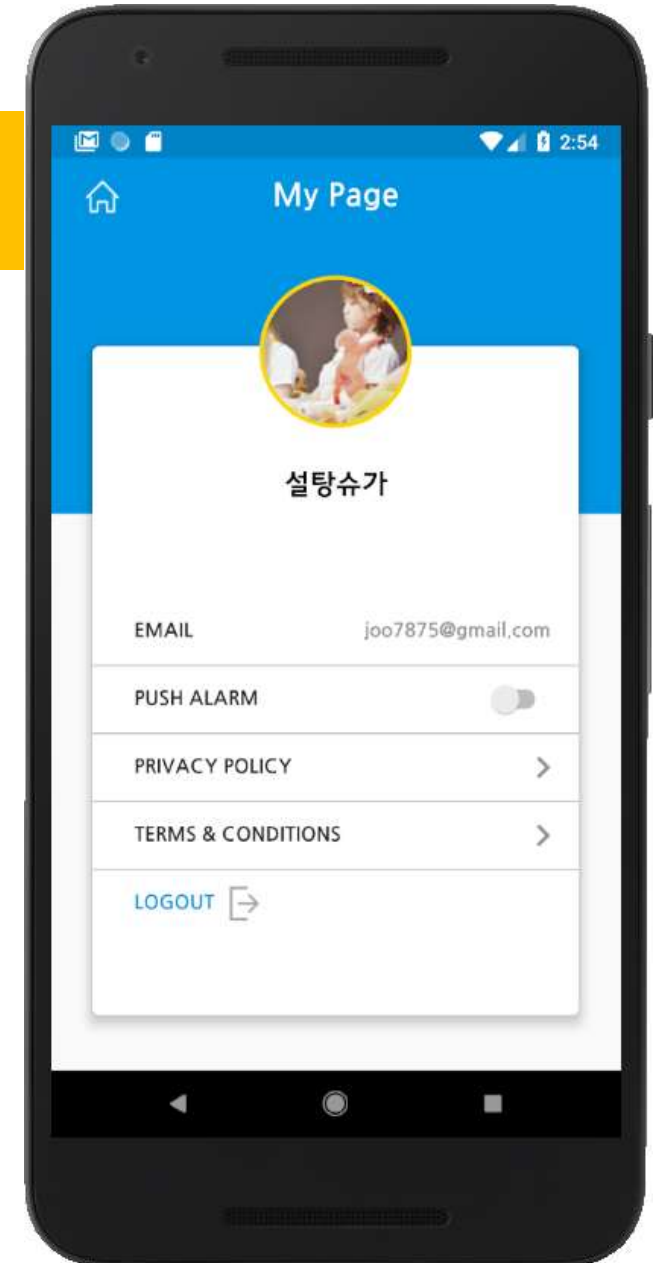 2:54
My Page
설탕슈가
EMAIL joo7875@gmail.com
PUSH ALARM
PRIVACY POLICY
TERMS & CONDITIONS
LOGOUT